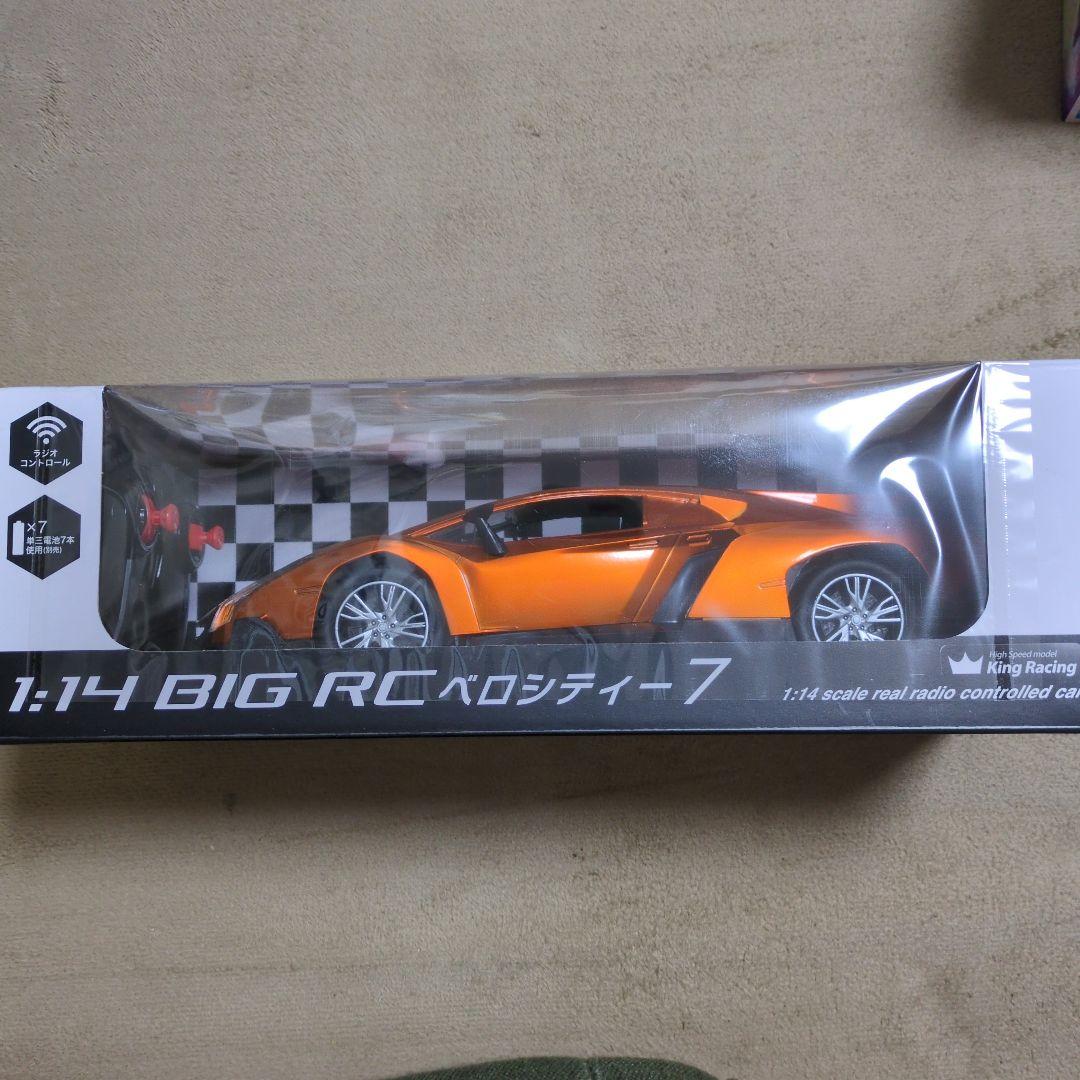 ラジオ
コントロール
×7
単三電池7本
使用(別売)
1:14 BIG RC ベロシティー7
High Speed model
King Racing
1:14 scale real radio controlled car